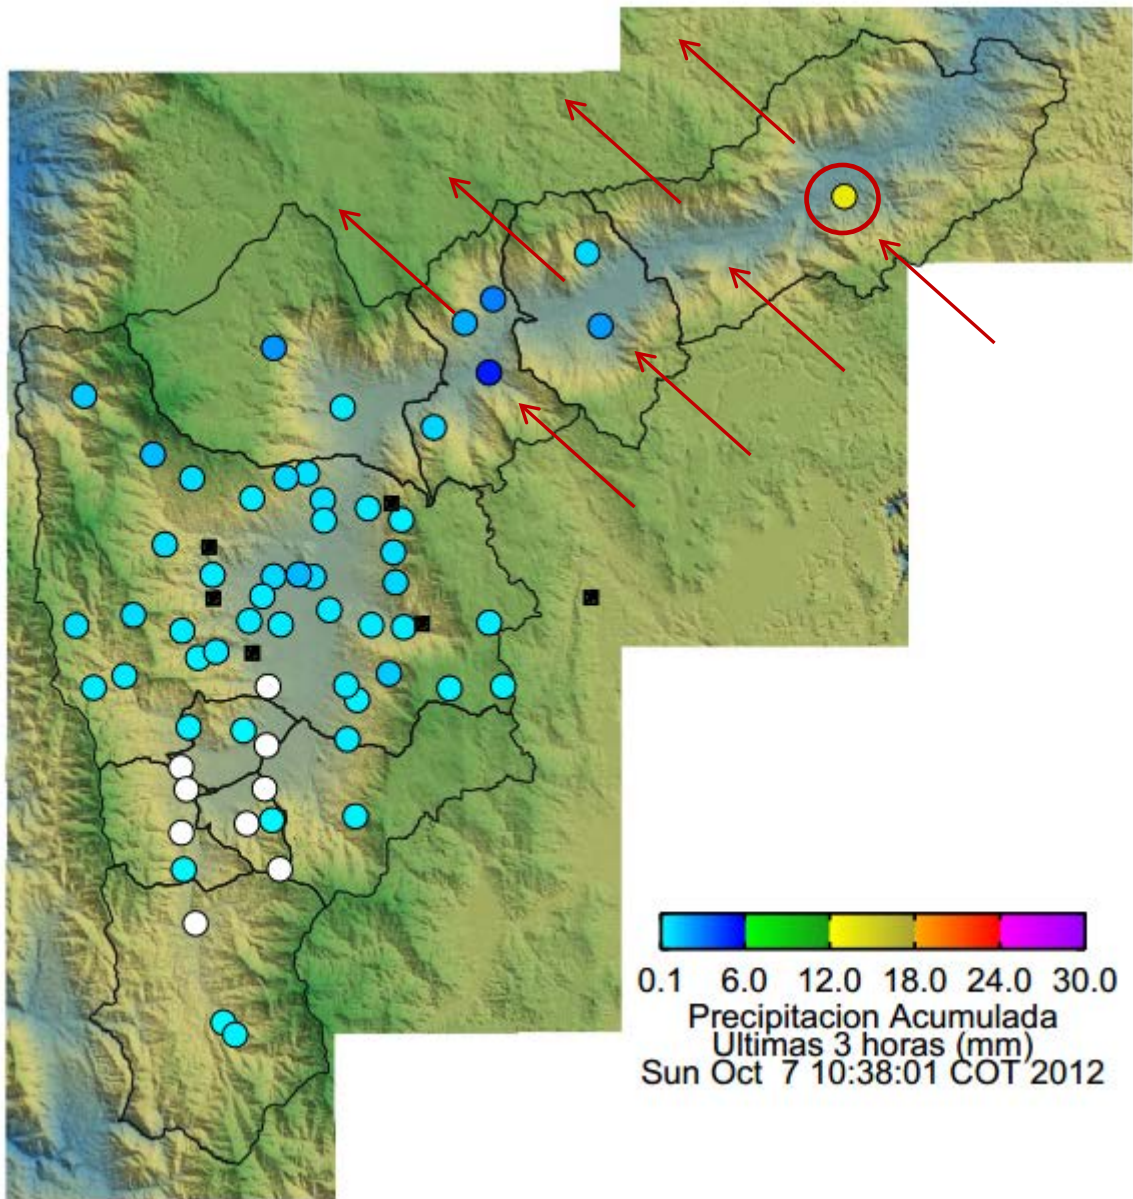 0.1 6.0 12.0 18.0 24.0 30.0
Precipitacion Acumulada
Ultimas 3 horas (mm)
Sun Oct 7 10:38:01 COT 2012